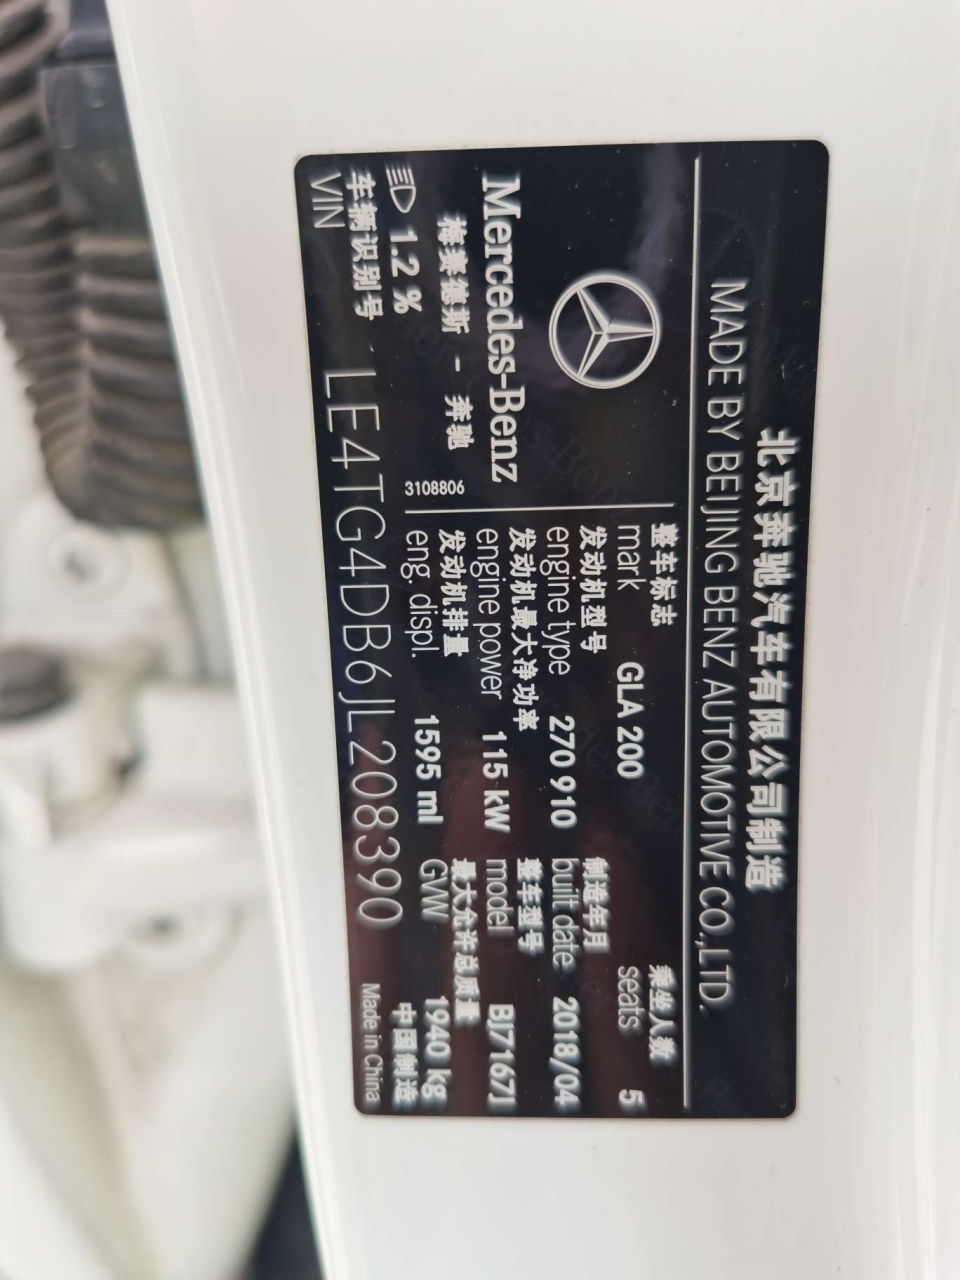 北京奔驰汽车有限公司制造
MADE BY BEIJING BENZ AUTOMOTIVE CO.,LTD.
Mercedes-Benz
梅赛德斯 - 奔驰
1.2 %
3108806
整车标志
mark GLA 200
乘坐人数
seats 5
发动机型号
engine type 270 910
制造年月
built date 2018/04
发动机最大净功率
engine power 115 kW
整车型号
model BJ7167J
发动机排量
eng. displ. 1595 ml
最大允许总质量
GVW 1940 kg
中国制造
Made in China
车辆识别号
VIN LE4TG4DB6JL208390